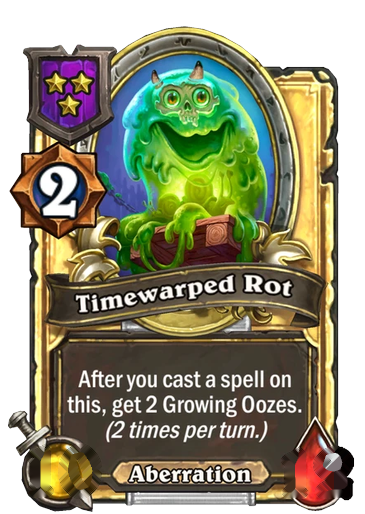 2
Timewarped Rot
After you cast a spell on
this, get 2 Growing Oozes.
(2 times per turn.)
Aberration